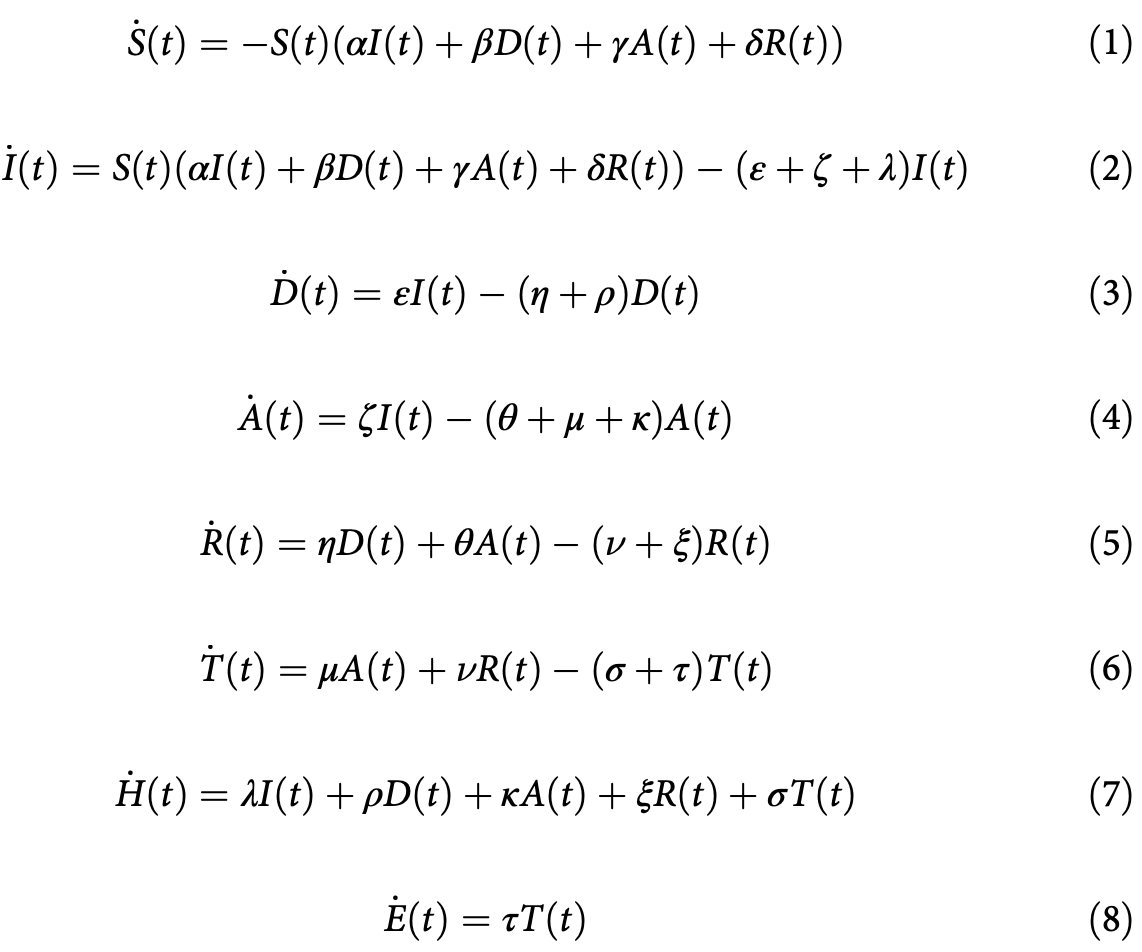 Ṡ(t) = −S(t)(αI(t) + βD(t) + γA(t) + δR(t)) (1)
İ(t) = S(t)(αI(t) + βD(t) + γA(t) + δR(t)) − (ε + ζ + λ)I(t) (2)
Ḋ(t) = εI(t) − (η + ρ)D(t) (3)
Ȧ(t) = ζI(t) − (θ + μ + κ)A(t) (4)
Ṙ(t) = ηD(t) + θA(t) − (ν + ξ)R(t) (5)
Ṫ(t) = μA(t) + νR(t) − (σ + τ)T(t) (6)
Ḣ(t) = λI(t) + ρD(t) + κA(t) + ξR(t) + σT(t) (7)
Ė(t) = τT(t) (8)